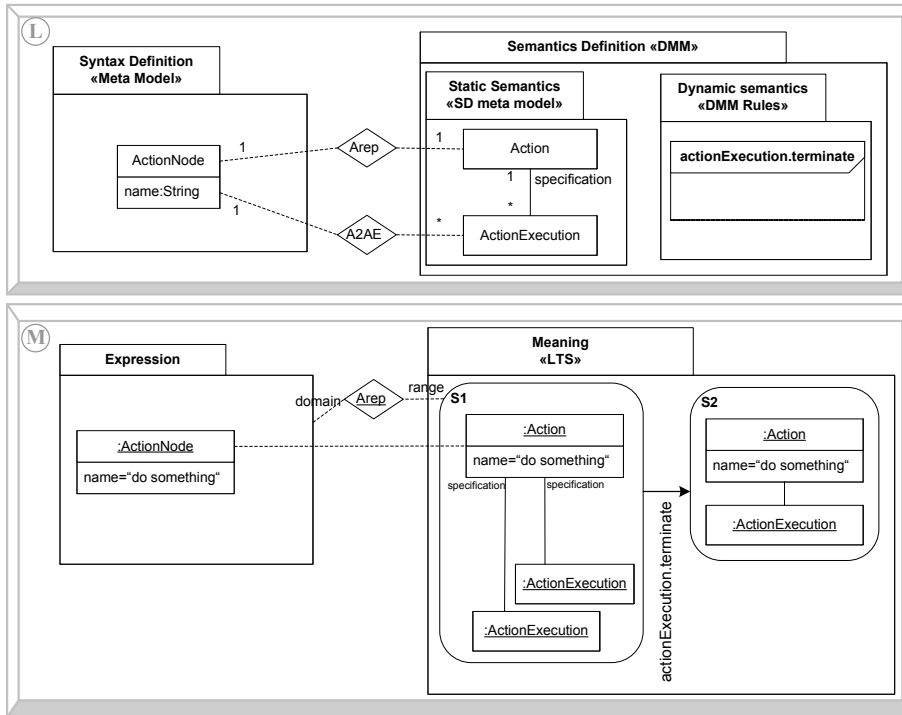 L
Syntax Definition
«Meta Model»
ActionNode
name:String
1
1
Arep
A2AE
1
*
Semantics Definition «DMM»
Static Semantics
«SD meta model»
Action
1
specification
*
ActionExecution
Dynamic semantics
«DMM Rules»
actionExecution.terminate
M
Expression
:ActionNode
name=“do something“
domain
Arep
range
Meaning
«LTS»
S1
:Action
name=“do something“
specification
specification
:ActionExecution
:ActionExecution
actionExecution.terminate
S2
:Action
name=“do something“
:ActionExecution